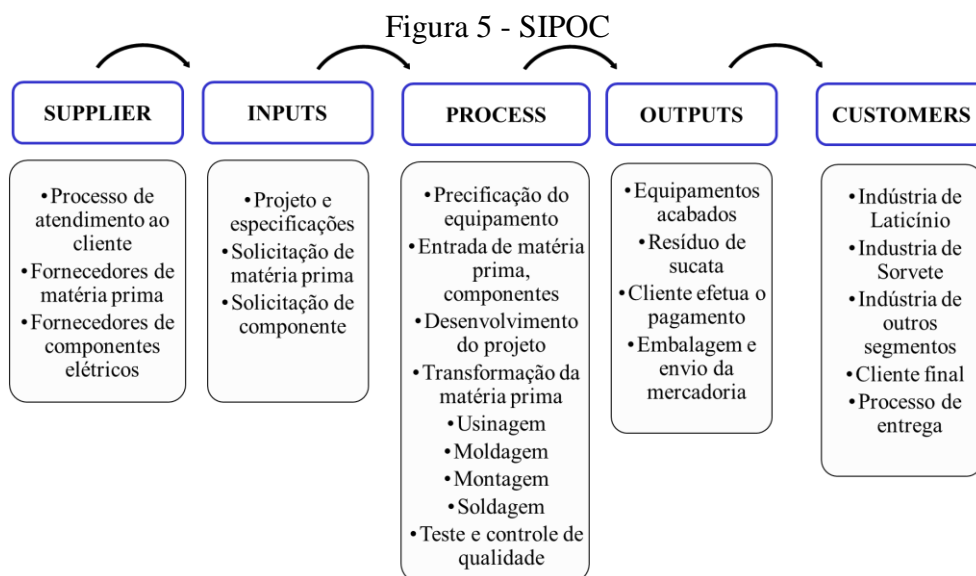 Figura 5 - SIPOC
SUPPLIER
INPUTS
PROCESS
OUTPUTS
CUSTOMERS
•Processo de
atendimento ao
cliente
•Fornecedores de
matéria prima
•Fornecedores de
componentes
elétricos
•Projeto e
especificações
•Solicitação de
matéria prima
•Solicitação de
componente
•Precificação do
equipamento
•Entrada de matéria
prima,
componentes
•Desenvolvimento
do projeto
•Transformação da
matéria prima
•Usinagem
•Moldagem
•Montagem
•Soldagem
•Teste e controle de
qualidade
•Equipamentos
acabados
•Resíduo de
sucata
•Cliente efetua o
pagamento
•Embalagem e
envio da
mercadoria
•Indústria de
Laticínio
•Industria de
Sorvete
•Indústria de
outros
segmentos
•Cliente final
•Processo de
entrega